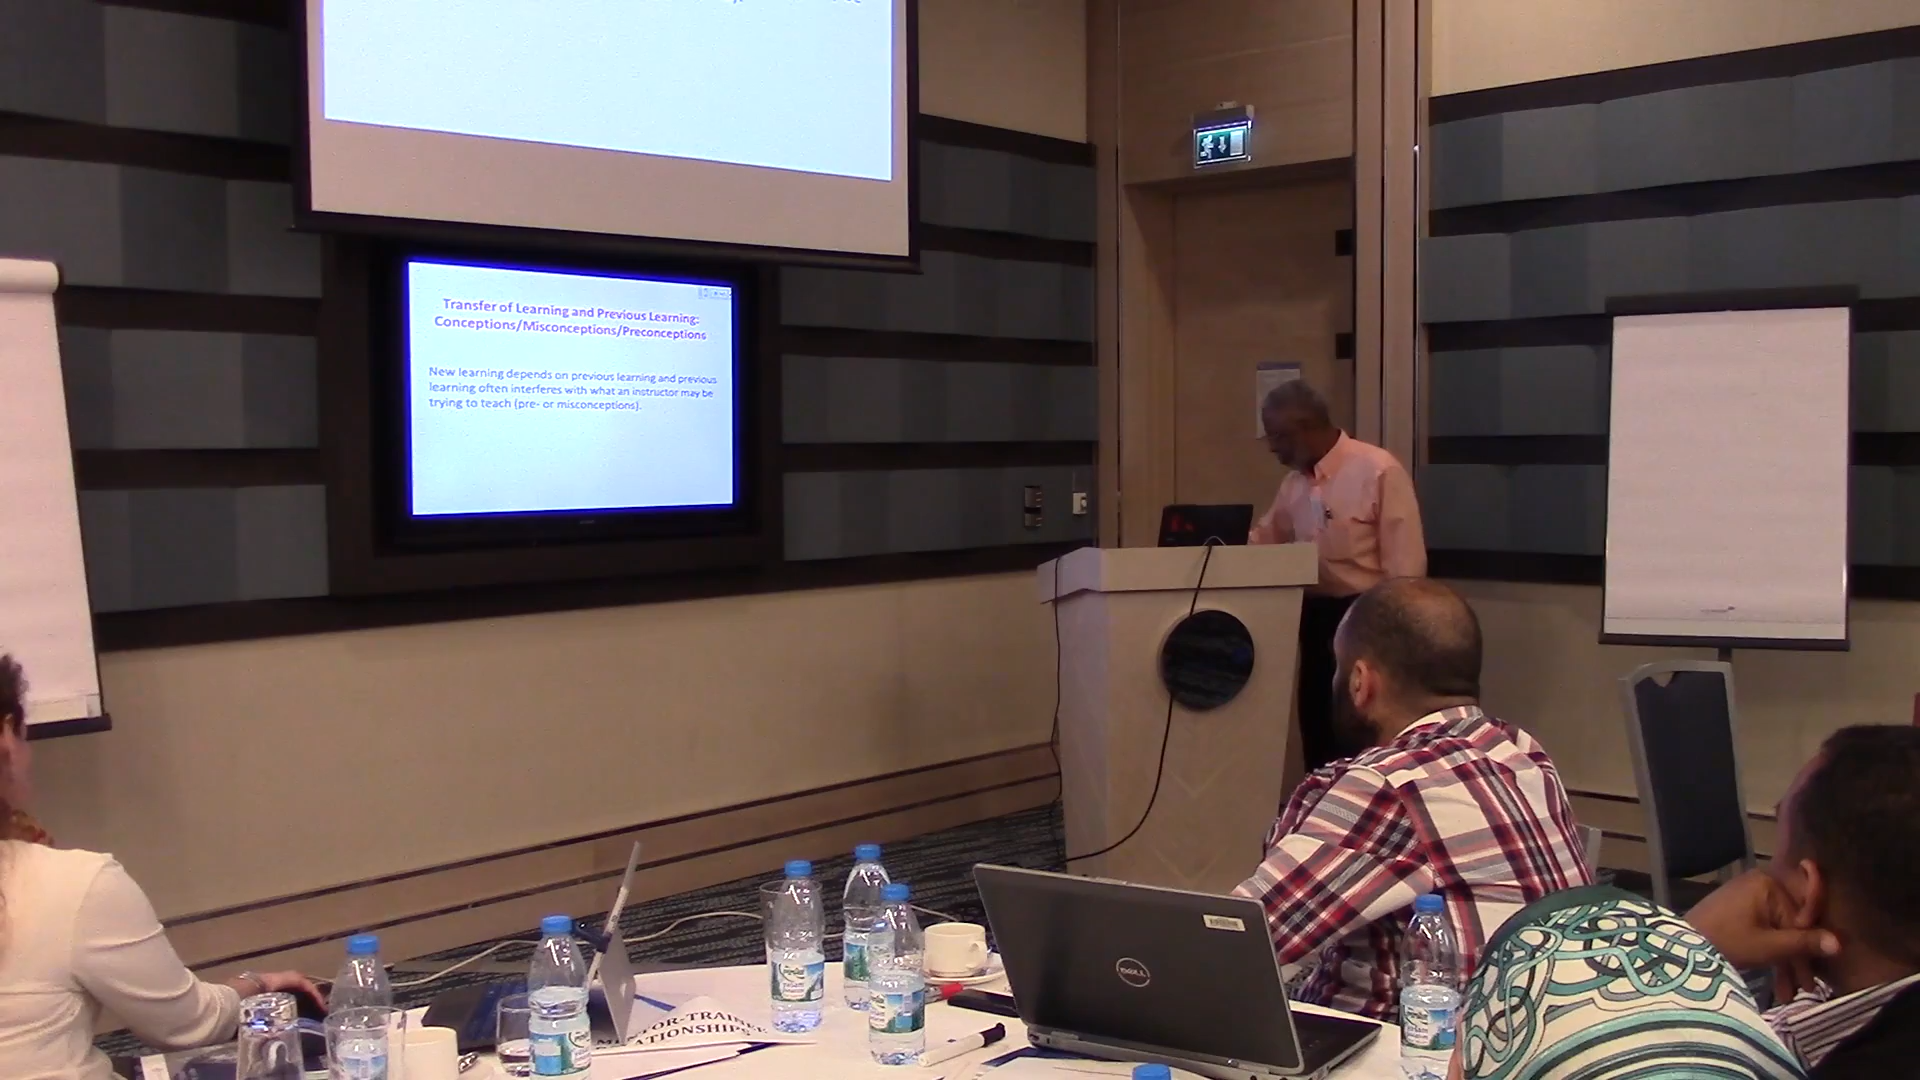 Transfer of Learning and Previous Learning:
Conceptions/Misconceptions/Preconceptions
New learning depends on previous learning and previous
learning often interferes with what an instructor may be
trying to teach (pre- or misconceptions).
DELL